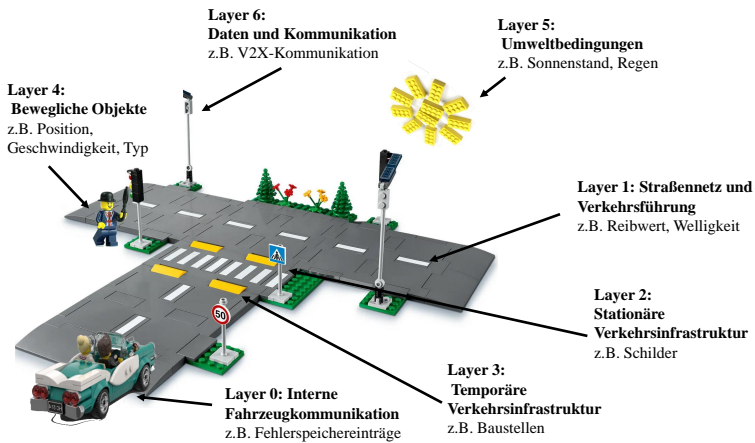 Layer 6:
Daten und Kommunikation
z.B. V2X-Kommunikation
Layer 5:
Umweltbedingungen
z.B. Sonnenstand, Regen
Layer 4:
Bewegliche Objekte
z.B. Position,
Geschwindigkeit, Typ
Layer 1: Straßennetz und
Verkehrsführung
z.B. Reibwert, Welligkeit
Layer 2:
Stationäre
Verkehrsinfrastruktur
z.B. Schilder
50
Layer 3:
Temporäre
Verkehrsinfrastruktur
z.B. Baustellen
Layer 0: Interne
Fahrzeugkommunikation
z.B. Fehlerspeichereinträge